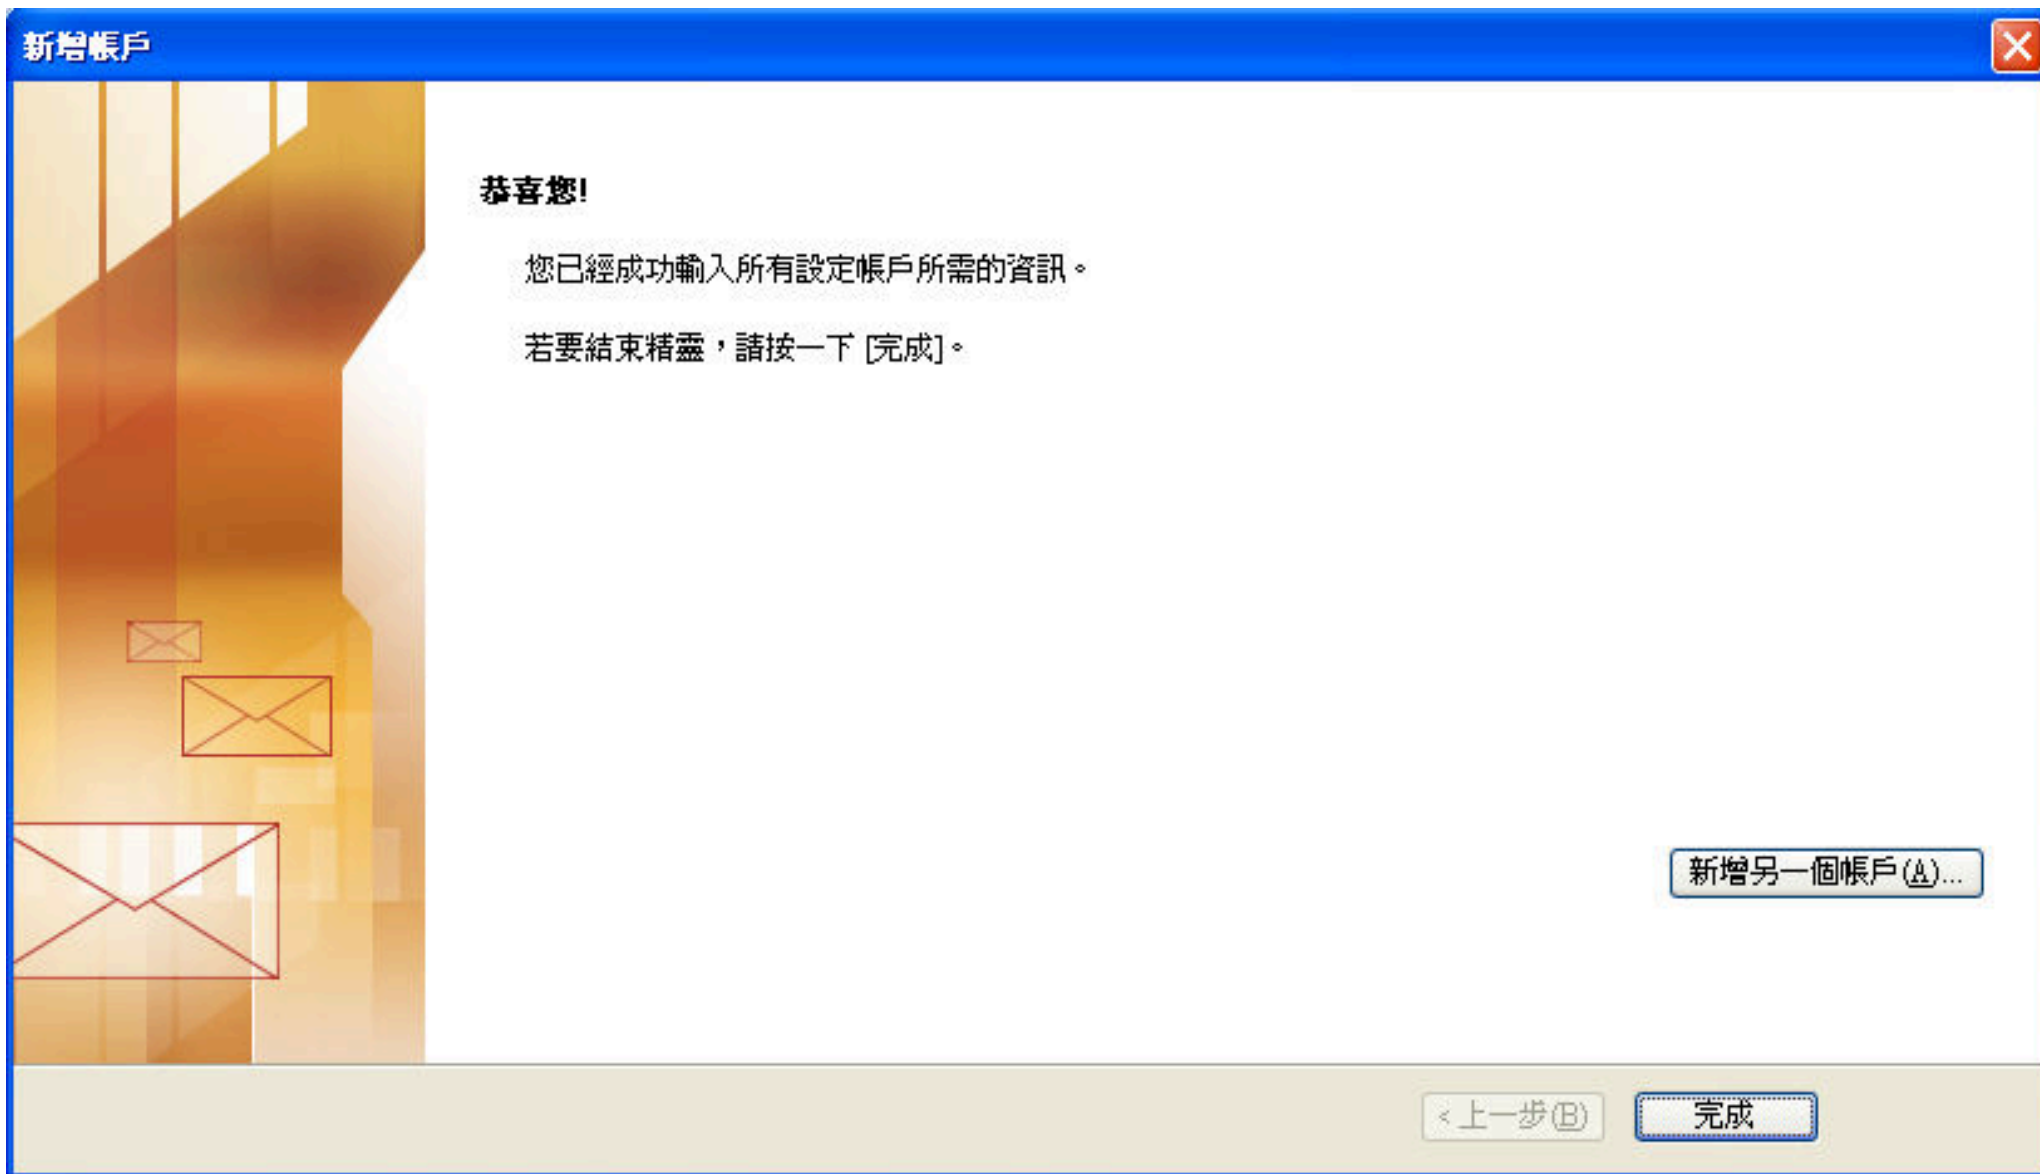 新增帳戶
恭喜您!
您已經成功輸入所有設定帳戶所需的資訊。
若要結束精靈，請按一下 [完成]。
新增另一個帳戶(A)...
<上一步(B)
完成